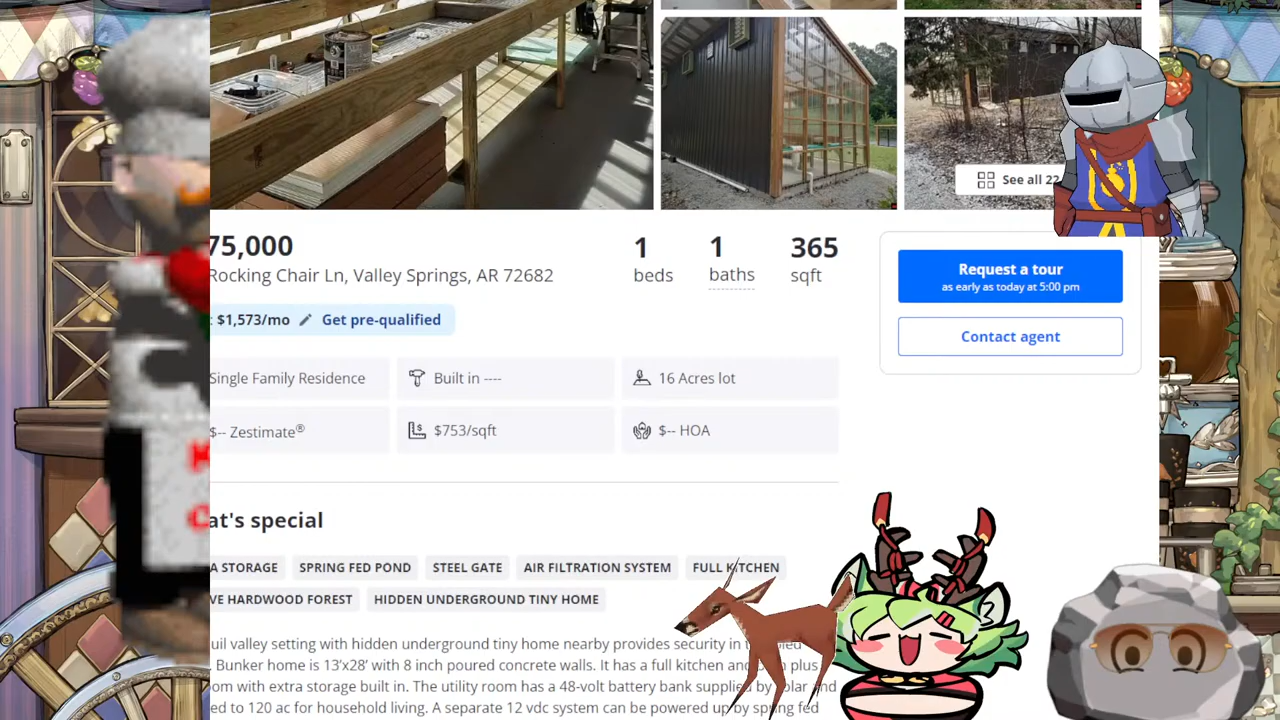 See all 22
75,000
Rocking Chair Ln, Valley Springs, AR 72682
1 beds
1 baths
365 sqft
: $1,573/mo Get pre-qualified
Request a tour
as early as today at 5:00 pm
Contact agent
Single Family Residence
Built in ----
16 Acres lot
$-- Zestimate®
$753/sqft
$-- HOA
at's special
A STORAGE
SPRING FED POND
STEEL GATE
AIR FILTRATION SYSTEM
FULL KITCHEN
VE HARDWOOD FOREST
HIDDEN UNDERGROUND TINY HOME
uil valley setting with hidden underground tiny home nearby provides security in
Bunker home is 13'x28' with 8 inch poured concrete walls. It has a full kitchen and plus
om with extra storage built in. The utility room has a 48-volt battery bank supplied by solar and
ed to 120 ac for household living. A separate 12 vdc system can be powered up by spring fed